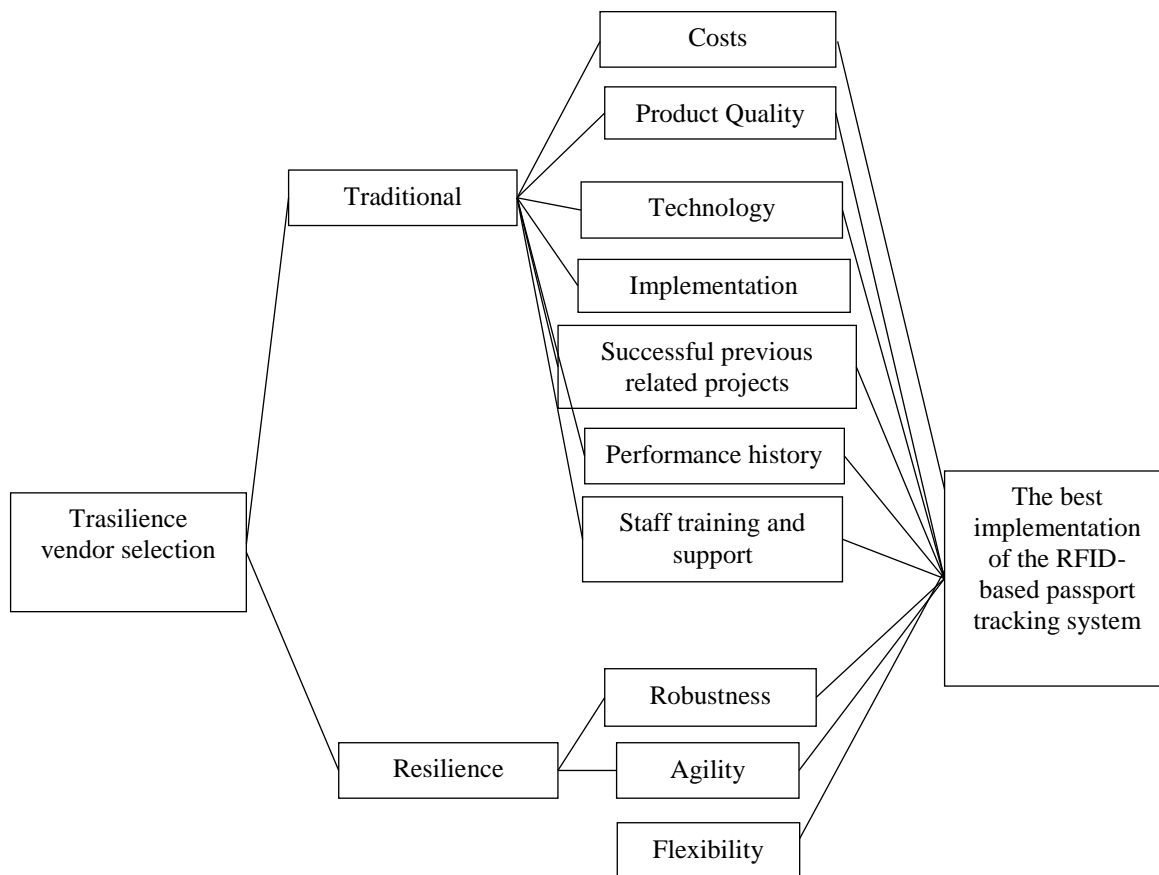 Costs
Product Quality
Traditional
Technology
Implementation
Successful previous
related projects
Performance history
Staff training and
support
Trasilience
vendor selection
The best
implementation
of the RFID-
based passport
tracking system
Robustness
Resilience
Agility
Flexibility